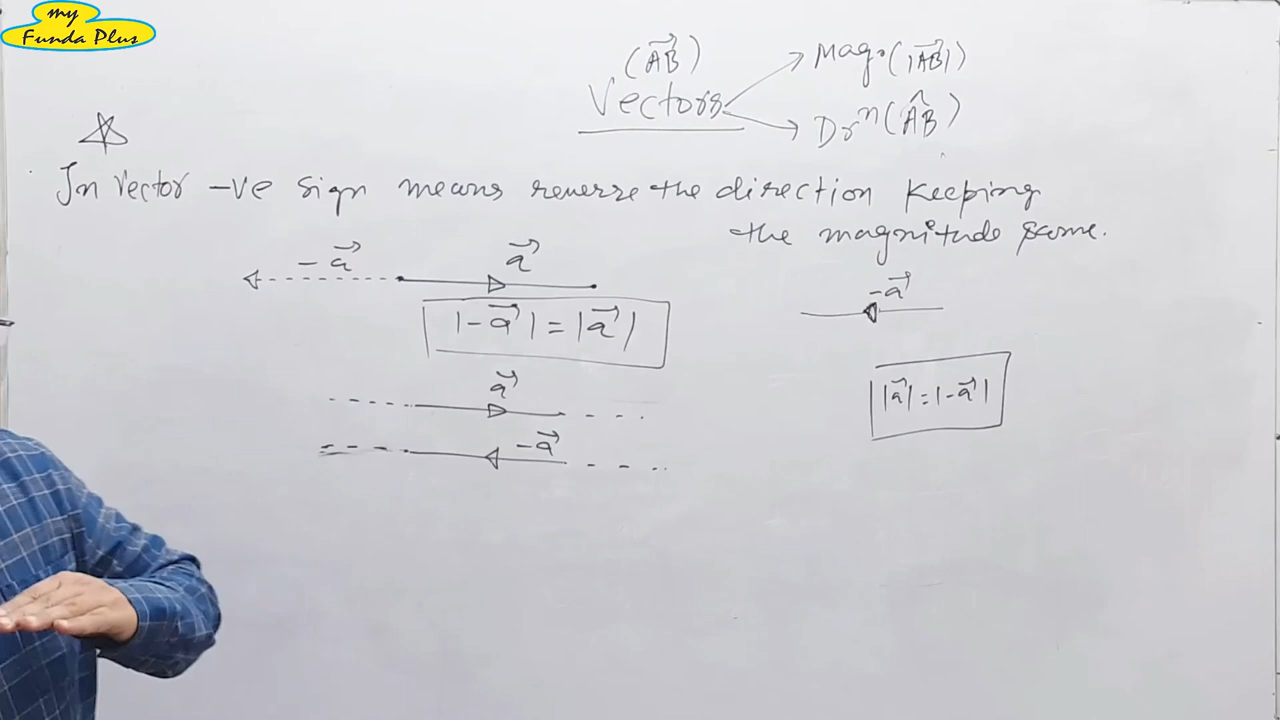 my
Funda Plus
(AB⃗)
Vectors
Mag. (|AB⃗|)
Drⁿ (AB̂)
In Vector -ve sign means reverse the direction keeping
the magnitude same.
-a⃗
a⃗
-a⃗
|-a⃗| = |a⃗|
a⃗
|a⃗| = |-a⃗|
-a⃗